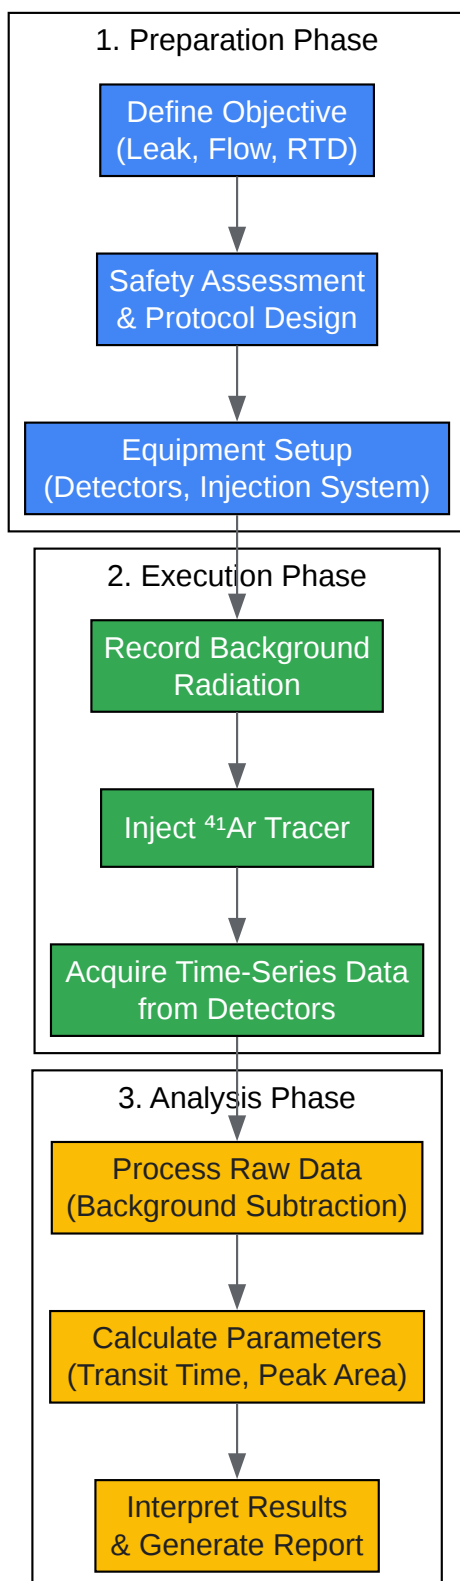 1. Preparation Phase
Define Objective
(Leak, Flow, RTD)
Safety Assessment
& Protocol Design
Equipment Setup
(Detectors, Injection System)
2. Execution Phase
Record Background
Radiation
Inject ⁴¹Ar Tracer
Acquire Time-Series Data
from Detectors
3. Analysis Phase
Process Raw Data
(Background Subtraction)
Calculate Parameters
(Transit Time, Peak Area)
Interpret Results
& Generate Report